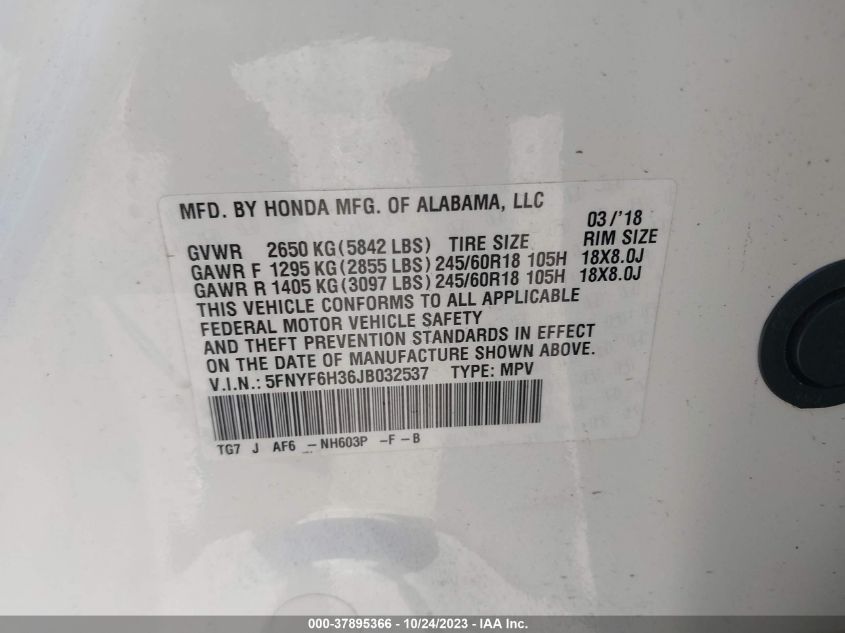 MFD. BY HONDA MFG. OF ALABAMA, LLC 03/'18
GVWR 2650 KG(5842 LBS) TIRE SIZE RIM SIZE
GAWR F 1295 KG(2855 LBS) 245/60R18 105H 18X8.0J
GAWR R 1405 KG(3097 LBS) 245/60R18 105H 18X8.0J
THIS VEHICLE CONFORMS TO ALL APPLICABLE
FEDERAL MOTOR VEHICLE SAFETY
AND THEFT PREVENTION STANDARDS IN EFFECT
ON THE DATE OF MANUFACTURE SHOWN ABOVE.
V.I.N.: 5FNYF6H36JB032537 TYPE: MPV
TG7 J AF6 _-NH603P -F-B
000-37895366 - 10/24/2023 - IAA Inc.